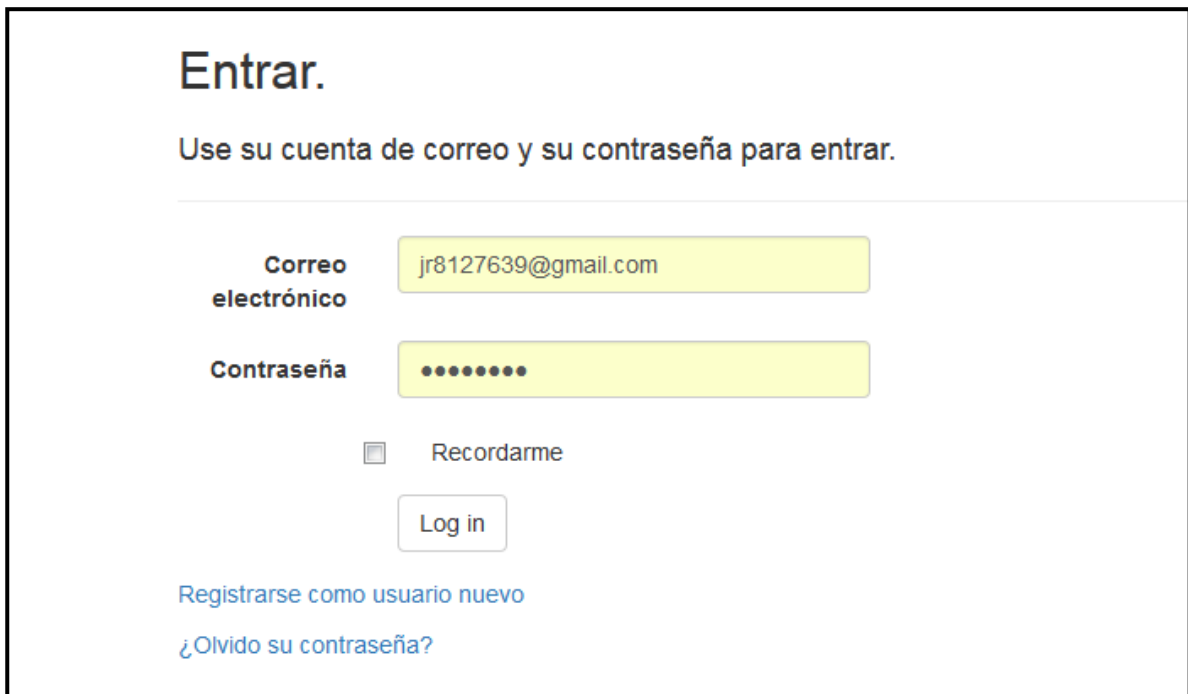 Entrar.
Use su cuenta de correo y su contraseña para entrar.
Correo
electrónico
jr8127639@gmail.com
Contraseña
••••••••
Recordarme
Log in
Registrarse como usuario nuevo
¿Olvido su contraseña?